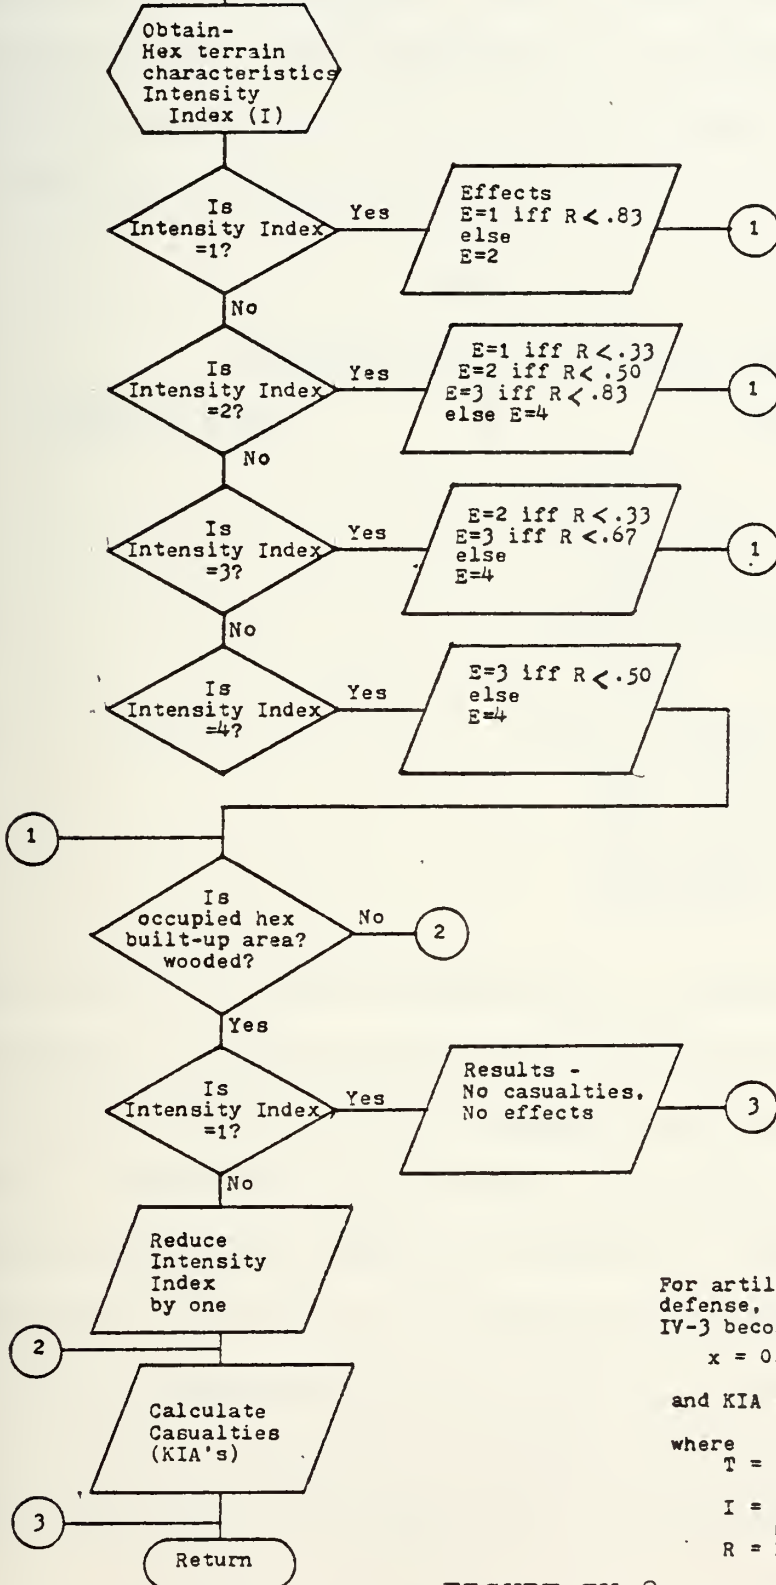 Obtain-
Hex terrain
characteristics
Intensity
Index (I)
Is
Intensity Index
=1?
Yes
Effects
E=1 iff R<.83
else
E=2
1
No
Is
Intensity Index
=2?
Yes
E=1 iff R<.33
E=2 iff R<.50
E=3 iff R<.83
else E=4
1
No
Is
Intensity Index
=3?
Yes
E=2 iff R<.33
E=3 iff R<.67
else
E=4
1
No
Is
Intensity Index
=4?
Yes
E=3 iff R<.50
else
E=4
1
Is
occupied hex
built-up area?
wooded?
No
2
Yes
Is
Intensity Index
=1?
Yes
Results -
No casualties,
No effects
3
No
Reduce
Intensity
Index
by one
2
Calculate
Casualties
(KIA's)
3
Return
For artil
defense,
IV-3 beco
x = 0
and KIA
where
T =
I =
R =